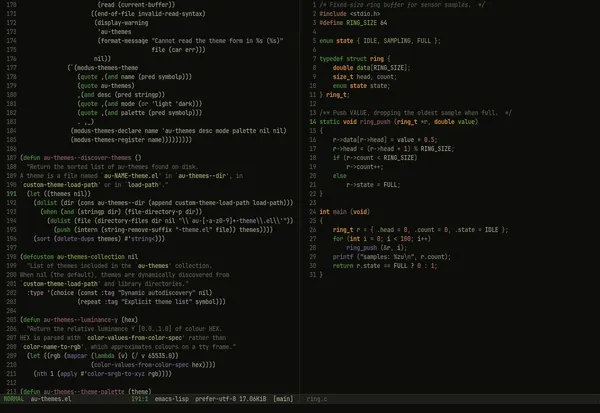 170 (read (current-buffer))
171 ((end-of-file invalid-read-syntax)
172 (display-warning
173 'au-themes
174 (format-message "Cannot read the theme form in %s (%s)"
175 file (car err)))
176 nil))
177 (`(modus-themes-theme
178 (quote ,(and name (pred symbolp)))
179 (quote au-themes)
180 ,(and desc (pred stringp))
181 (quote ,(and mode (or 'light 'dark)))
182 (quote ,(and palette (pred symbolp)))
183 . ,_)
184 (modus-themes-declare name 'au-themes desc mode palette nil nil)
185 (modus-themes-register name)))))))))
186
187 (defun au-themes--discover-themes ()
188 "Return the sorted list of au-themes found on disk.
189 A theme is a file named `au-NAME-theme.el' in `au-themes--dir', in
190 `custom-theme-load-path' or in `load-path'."
191 (let ((themes nil))
192 (dolist (dir (cons au-themes--dir (append custom-theme-load-path load-path)))
193 (when (and (stringp dir) (file-directory-p dir))
194 (dolist (file (directory-files dir nil "\\`au-[-a-z0-9]+-theme\\.el\\'"))
195 (push (intern (string-remove-suffix "-theme.el" file)) themes))))
196 (sort (delete-dups themes) #'string<)))
197
198 (defcustom au-themes-collection nil
199 "List of themes included in the `au-themes' collection.
200 When nil (the default), themes are dynamically discovered from
201 `custom-theme-load-path' and library directories."
202 :type '(choice (const :tag "Dynamic autodiscovery" nil)
203 (repeat :tag "Explicit theme list" symbol)))
204
205 (defun au-themes--luminance-y (hex)
206 "Return the relative luminance Y [0.0..1.0] of colour HEX.
207 HEX is parsed with `color-values-from-color-spec' rather than
208 `color-name-to-rgb', which approximates colours on a tty frame."
209 (let ((rgb (mapcar (lambda (v) (/ v 65535.0))
210 (color-values-from-color-spec hex))))
211 (nth 1 (apply #'color-srgb-to-xyz rgb))))
212
213 (defun au-themes--theme-palette (theme)
NORMAL au-themes.el 191:1 emacs-lisp prefer-utf-8 17.06KiB [main]
1 /* Fixed-size ring buffer for sensor samples. */
2 #include <stdio.h>
3 #define RING_SIZE 64
4
5 enum state { IDLE, SAMPLING, FULL };
6
7 typedef struct ring {
8 double data[RING_SIZE];
9 size_t head, count;
10 enum state state;
11 } ring_t;
12
13 /** Push VALUE, dropping the oldest sample when full. */
14 static void ring_push (ring_t *r, double value)
15 {
16 r->data[r->head] = value * 0.5;
17 r->head = (r->head + 1) % RING_SIZE;
18 if (r->count < RING_SIZE)
19 r->count++;
20 else
21 r->state = FULL;
22 }
23
24 int main (void)
25 {
26 ring_t r = { .head = 0, .count = 0, .state = IDLE };
27 for (int i = 0; i < 100; i++)
28 ring_push (&r, i);
29 printf ("samples: %zu\n", r.count);
30 return r.state == FULL ? 0 : 1;
31 }
ring.c